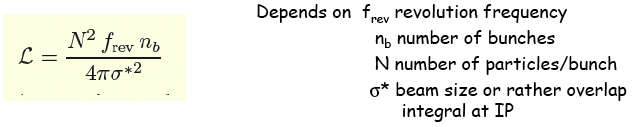 Depends on f_rev revolution frequency
n_b number of bunches
N number of particles/bunch
σ* beam size or rather overlap
integral at IP
ℒ = N² f_rev n_b / 4πσ*²